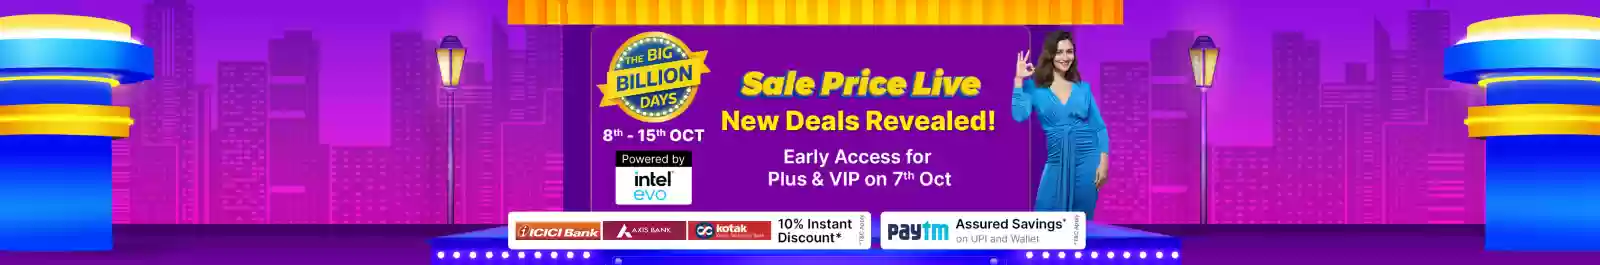 THE BIG
BILLION
DAYS
8th - 15th OCT
Powered by
intel
evo
Sale Price Live
New Deals Revealed!
Early Access for
Plus & VIP on 7th Oct
ICICI Bank
AXIS BANK
kotak
10% Instant
Discount*
*T&C Apply
paytm
Assured Savings*
on UPI and Wallet
*T&C Apply